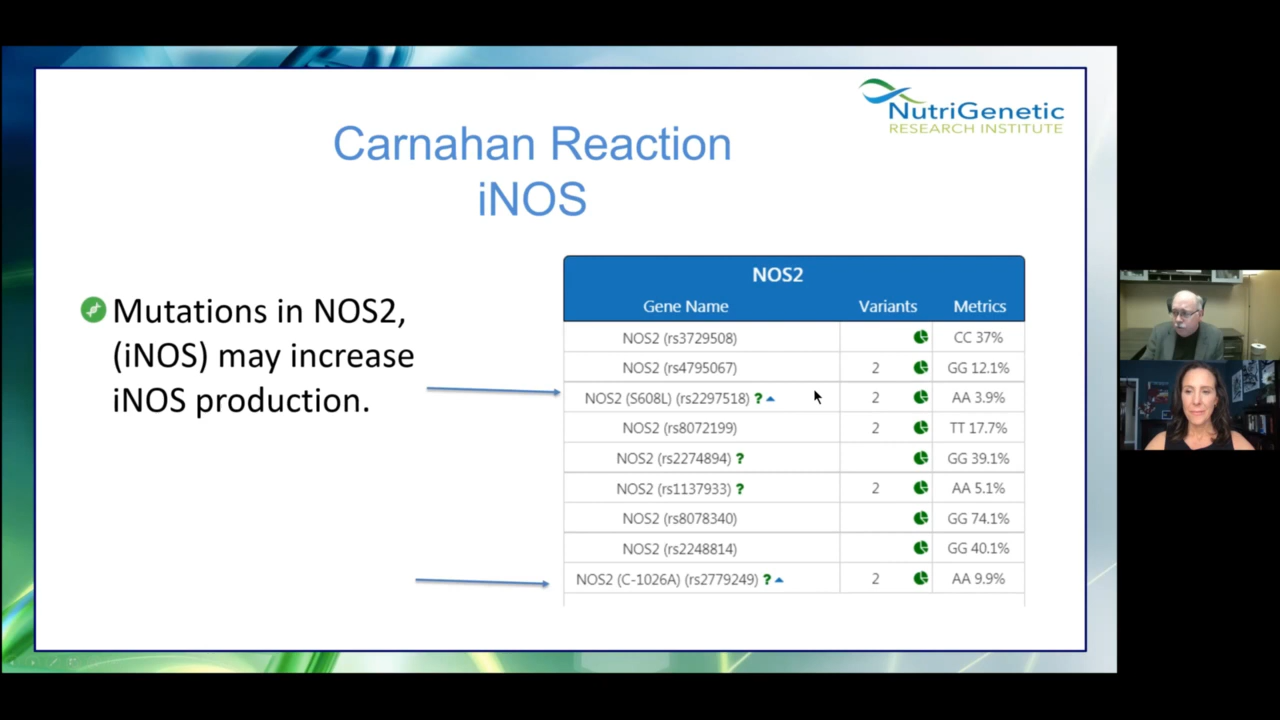 NutriGenetic
RESEARCH INSTITUTE
Carnahan Reaction
iNOS
Mutations in NOS2,
(iNOS) may increase
iNOS production.
NOS2
Gene Name Variants Metrics
NOS2 (rs3729508) CC 37%
NOS2 (rs4795067) 2 GG 12.1%
NOS2 (S608L) (rs2297518) ? 2 AA 3.9%
NOS2 (rs8072199) 2 TT 17.7%
NOS2 (rs2274894) ? GG 39.1%
NOS2 (rs1137933) ? 2 AA 5.1%
NOS2 (rs8078340) GG 74.1%
NOS2 (rs2248814) GG 40.1%
NOS2 (C-1026A) (rs2779249) ? 2 AA 9.9%